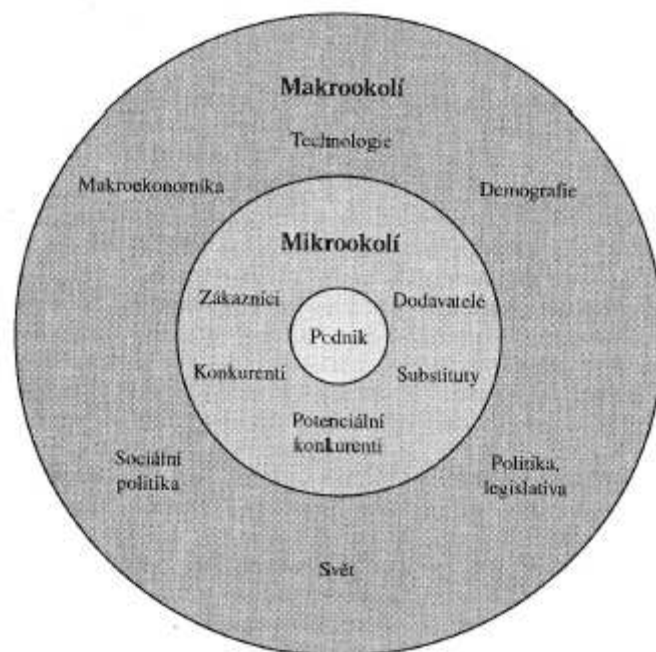 Makrookolí
Technologie
Makroekonomika
Demografie
Mikrookolí
Zákazníci
Dodavatelé
Podnik
Konkurenti
Substituty
Potenciální
konkurenti
Sociální
politika
Politika,
legislativa
Svět